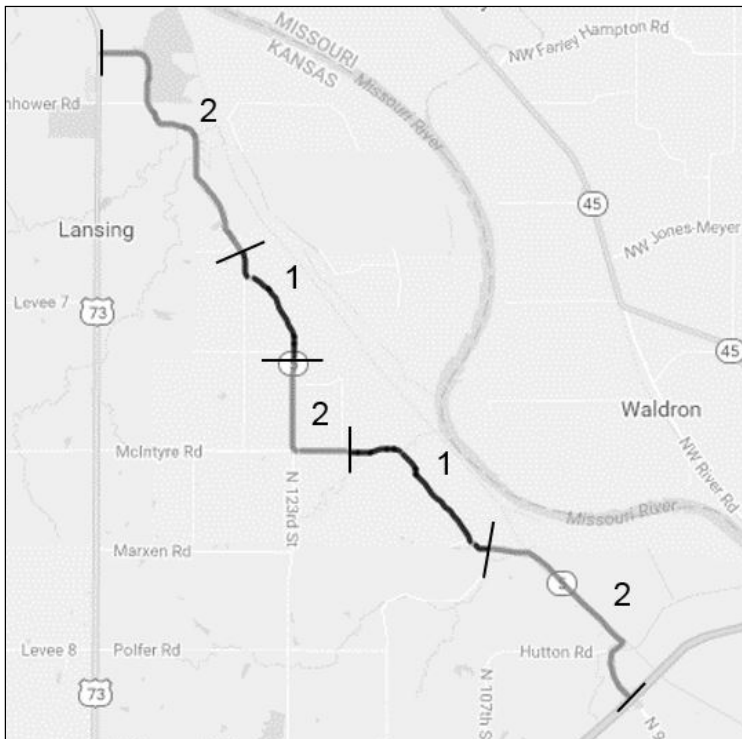 NW Farley Hampton Rd
MISSOURI
KANSAS
Missouri River
nhower Rd
2
45
Lansing
NW Jones-Meyer
1
Levee 7
73
45
2
Waldron
McIntyre Rd
1
NW River Rd
N 123rd St
Missouri River
Marxen Rd
5
2
Levee 8
Polfer Rd
Hutton Rd
73
N 107th S
N 9